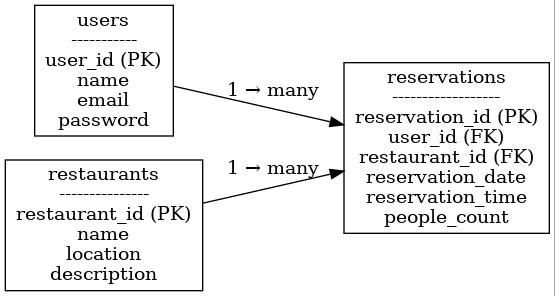 users
-----------
user_id (PK)
name
email
password
1 → many
restaurants
---------------
restaurant_id (PK)
name
location
description
1 → many
reservations
------------------
reservation_id (PK)
user_id (FK)
restaurant_id (FK)
reservation_date
reservation_time
people_count